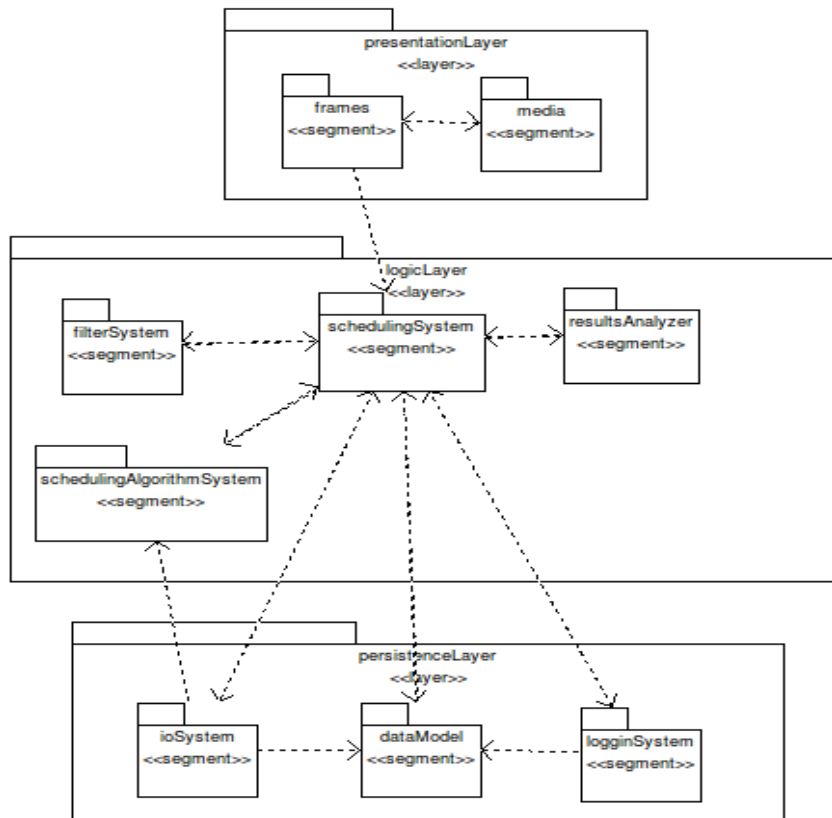 presentationLayer
<<layer>>
frames
<<segment>>
media
<<segment>>
logicLayer
<<layer>>
filterSystem
<<segment>>
schedulingSystem
<<segment>>
resultsAnalyzer
<<segment>>
schedulingAlgorithmSystem
<<segment>>
persistenceLayer
<<layer>>
ioSystem
<<segment>>
dataModel
<<segment>>
logginSystem
<<segment>>